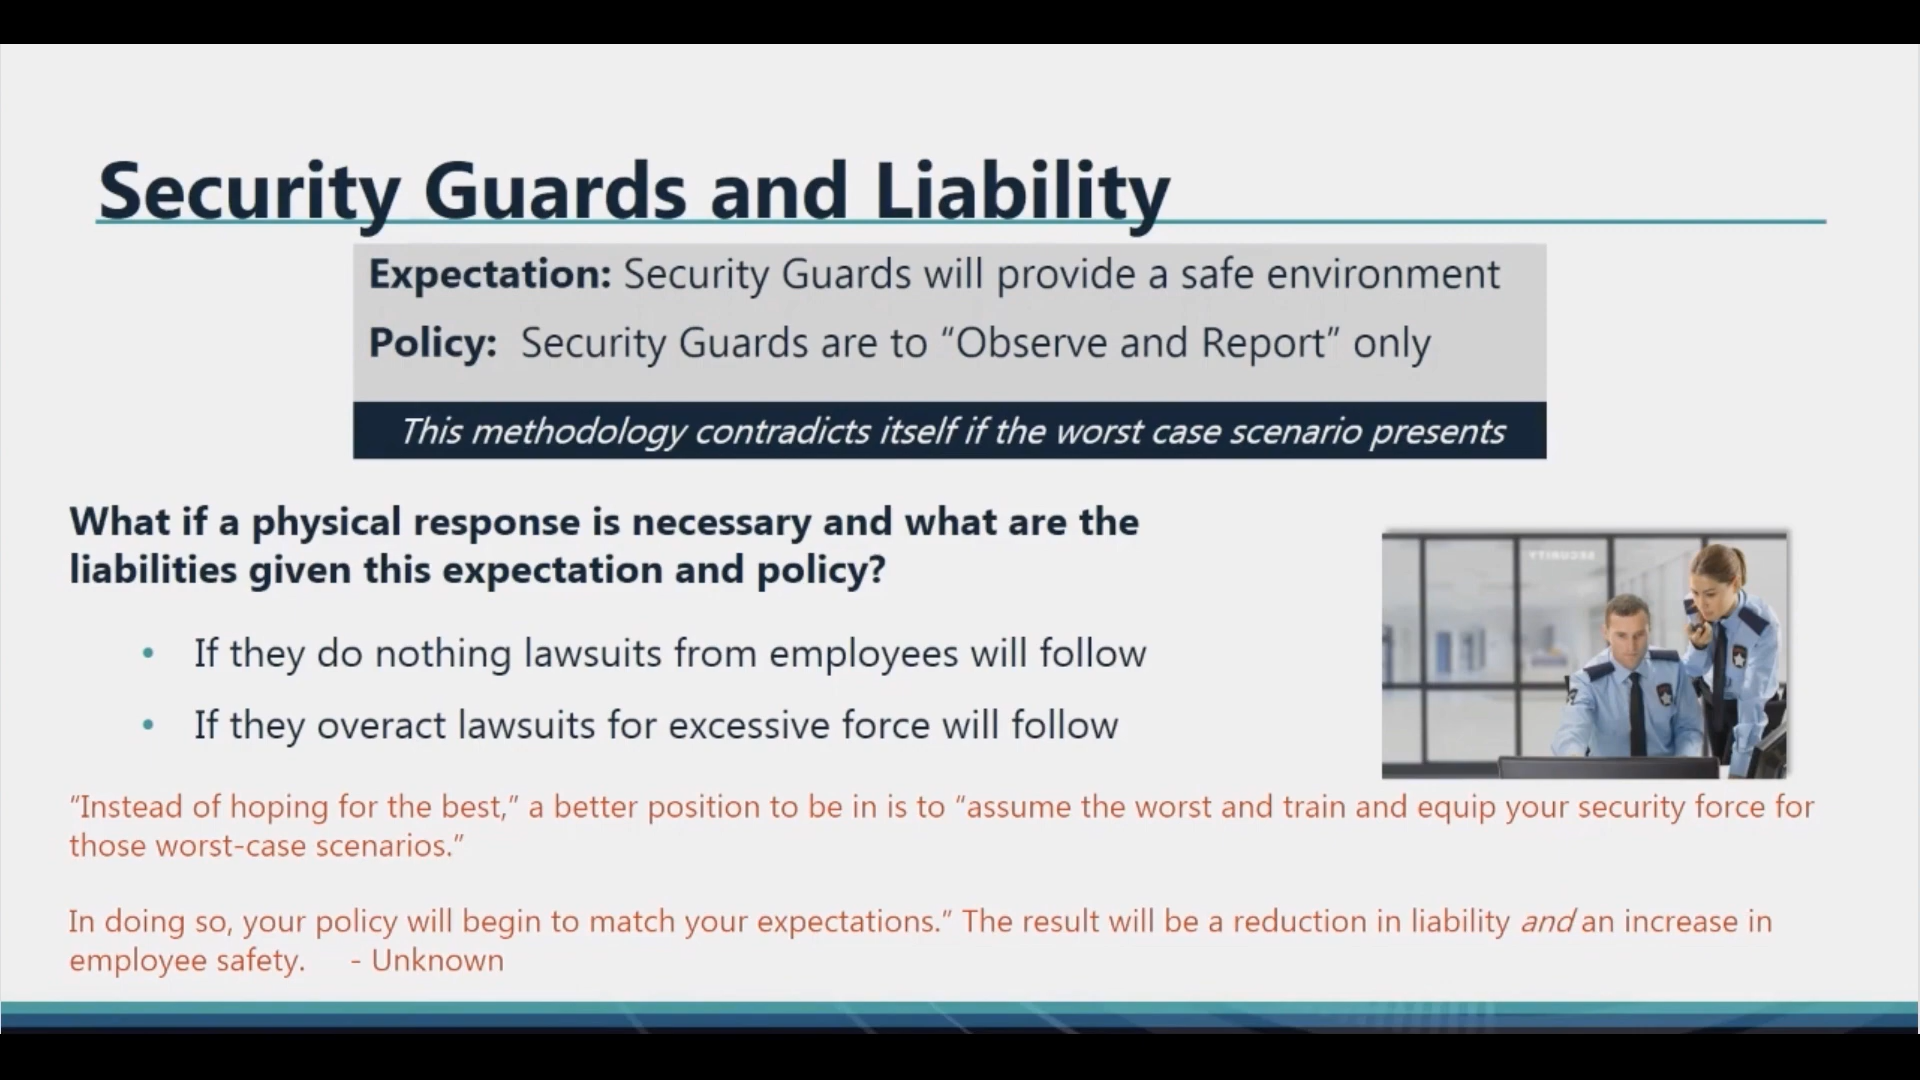 Security Guards and Liability
Expectation: Security Guards will provide a safe environment
Policy: Security Guards are to “Observe and Report” only
This methodology contradicts itself if the worst case scenario presents
What if a physical response is necessary and what are the
liabilities given this expectation and policy?
• If they do nothing lawsuits from employees will follow
• If they overact lawsuits for excessive force will follow
SECURITY
“Instead of hoping for the best,” a better position to be in is to “assume the worst and train and equip your security force for
those worst-case scenarios.”
In doing so, your policy will begin to match your expectations.” The result will be a reduction in liability and an increase in
employee safety. - Unknown